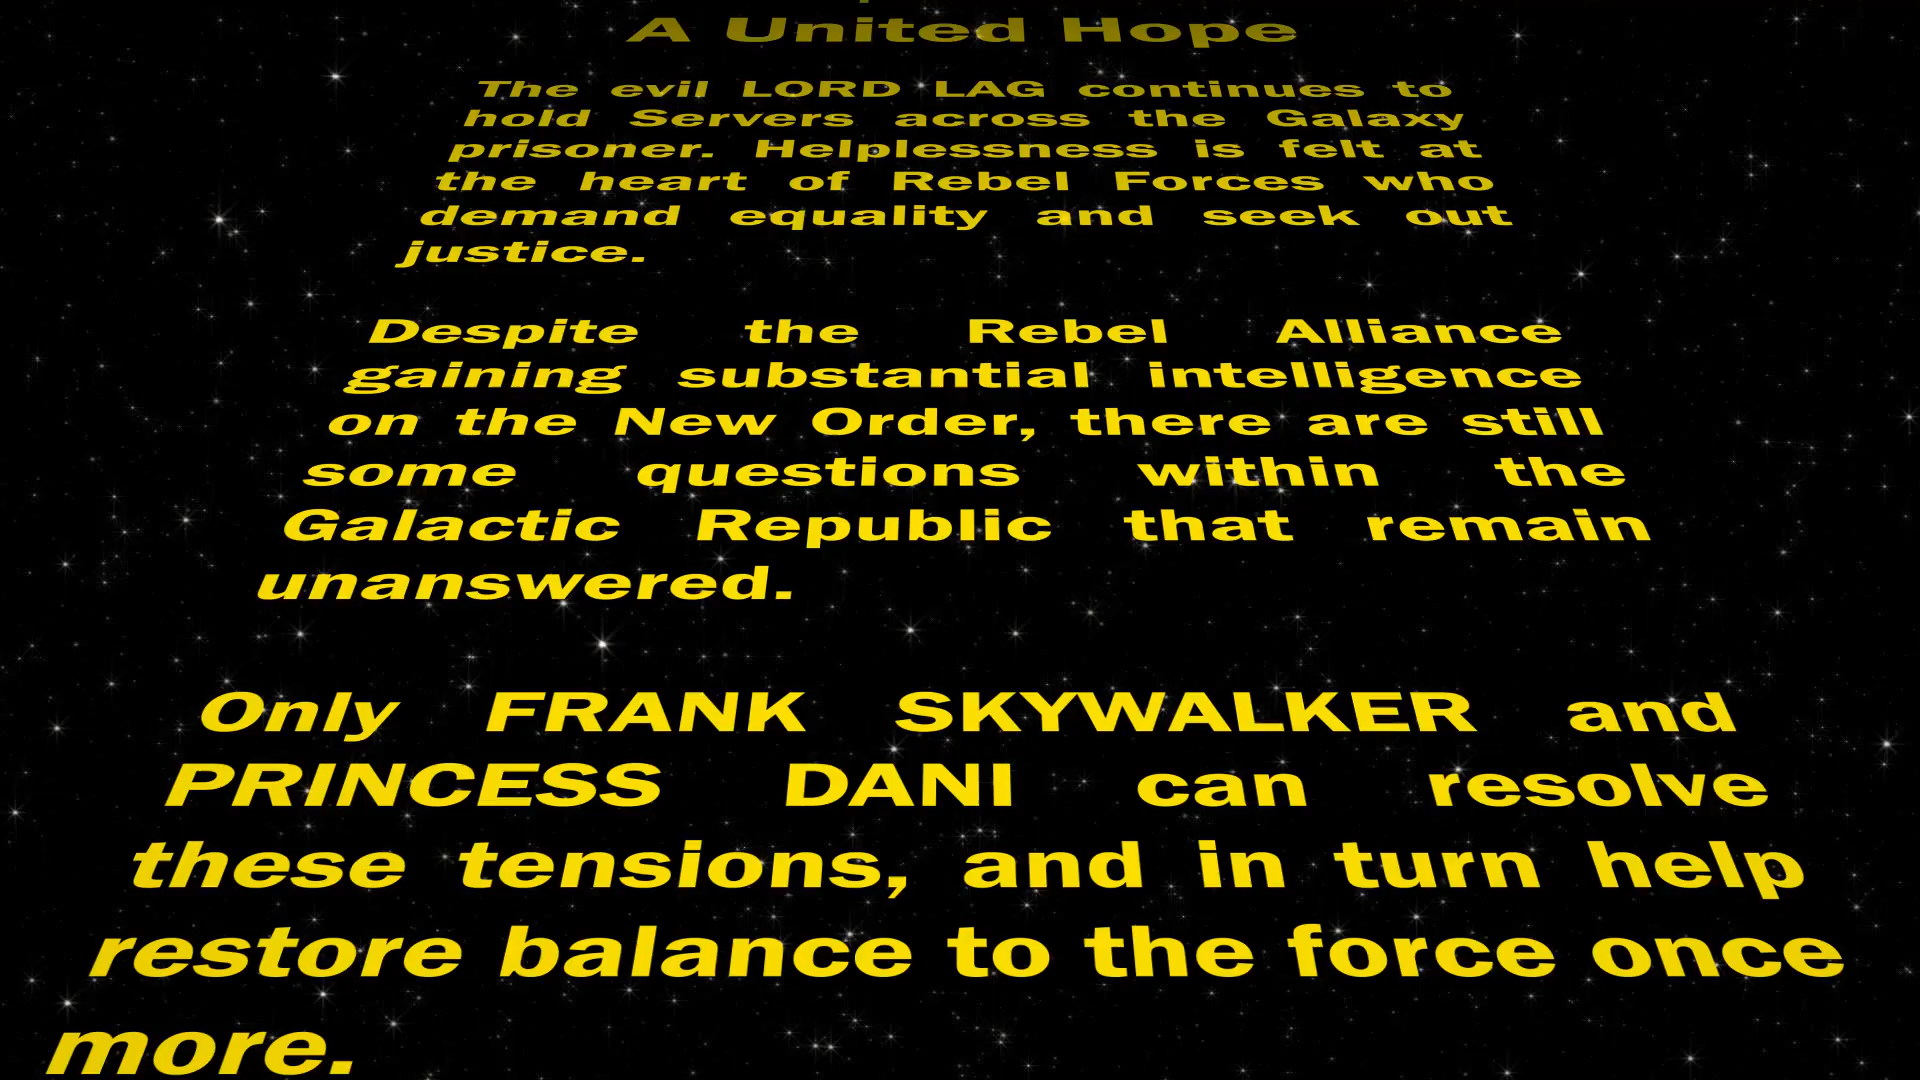 A United Hope
The evil LORD LAG continues to
hold Servers across the Galaxy
prisoner. Helplessness is felt at
the heart of Rebel Forces who
demand equality and seek out
justice.
Despite the Rebel Alliance
gaining substantial intelligence
on the New Order, there are still
some questions within the
Galactic Republic that remain
unanswered.
Only FRANK SKYWALKER and
PRINCESS DANI can resolve
these tensions, and in turn help
restore balance to the force once
more.